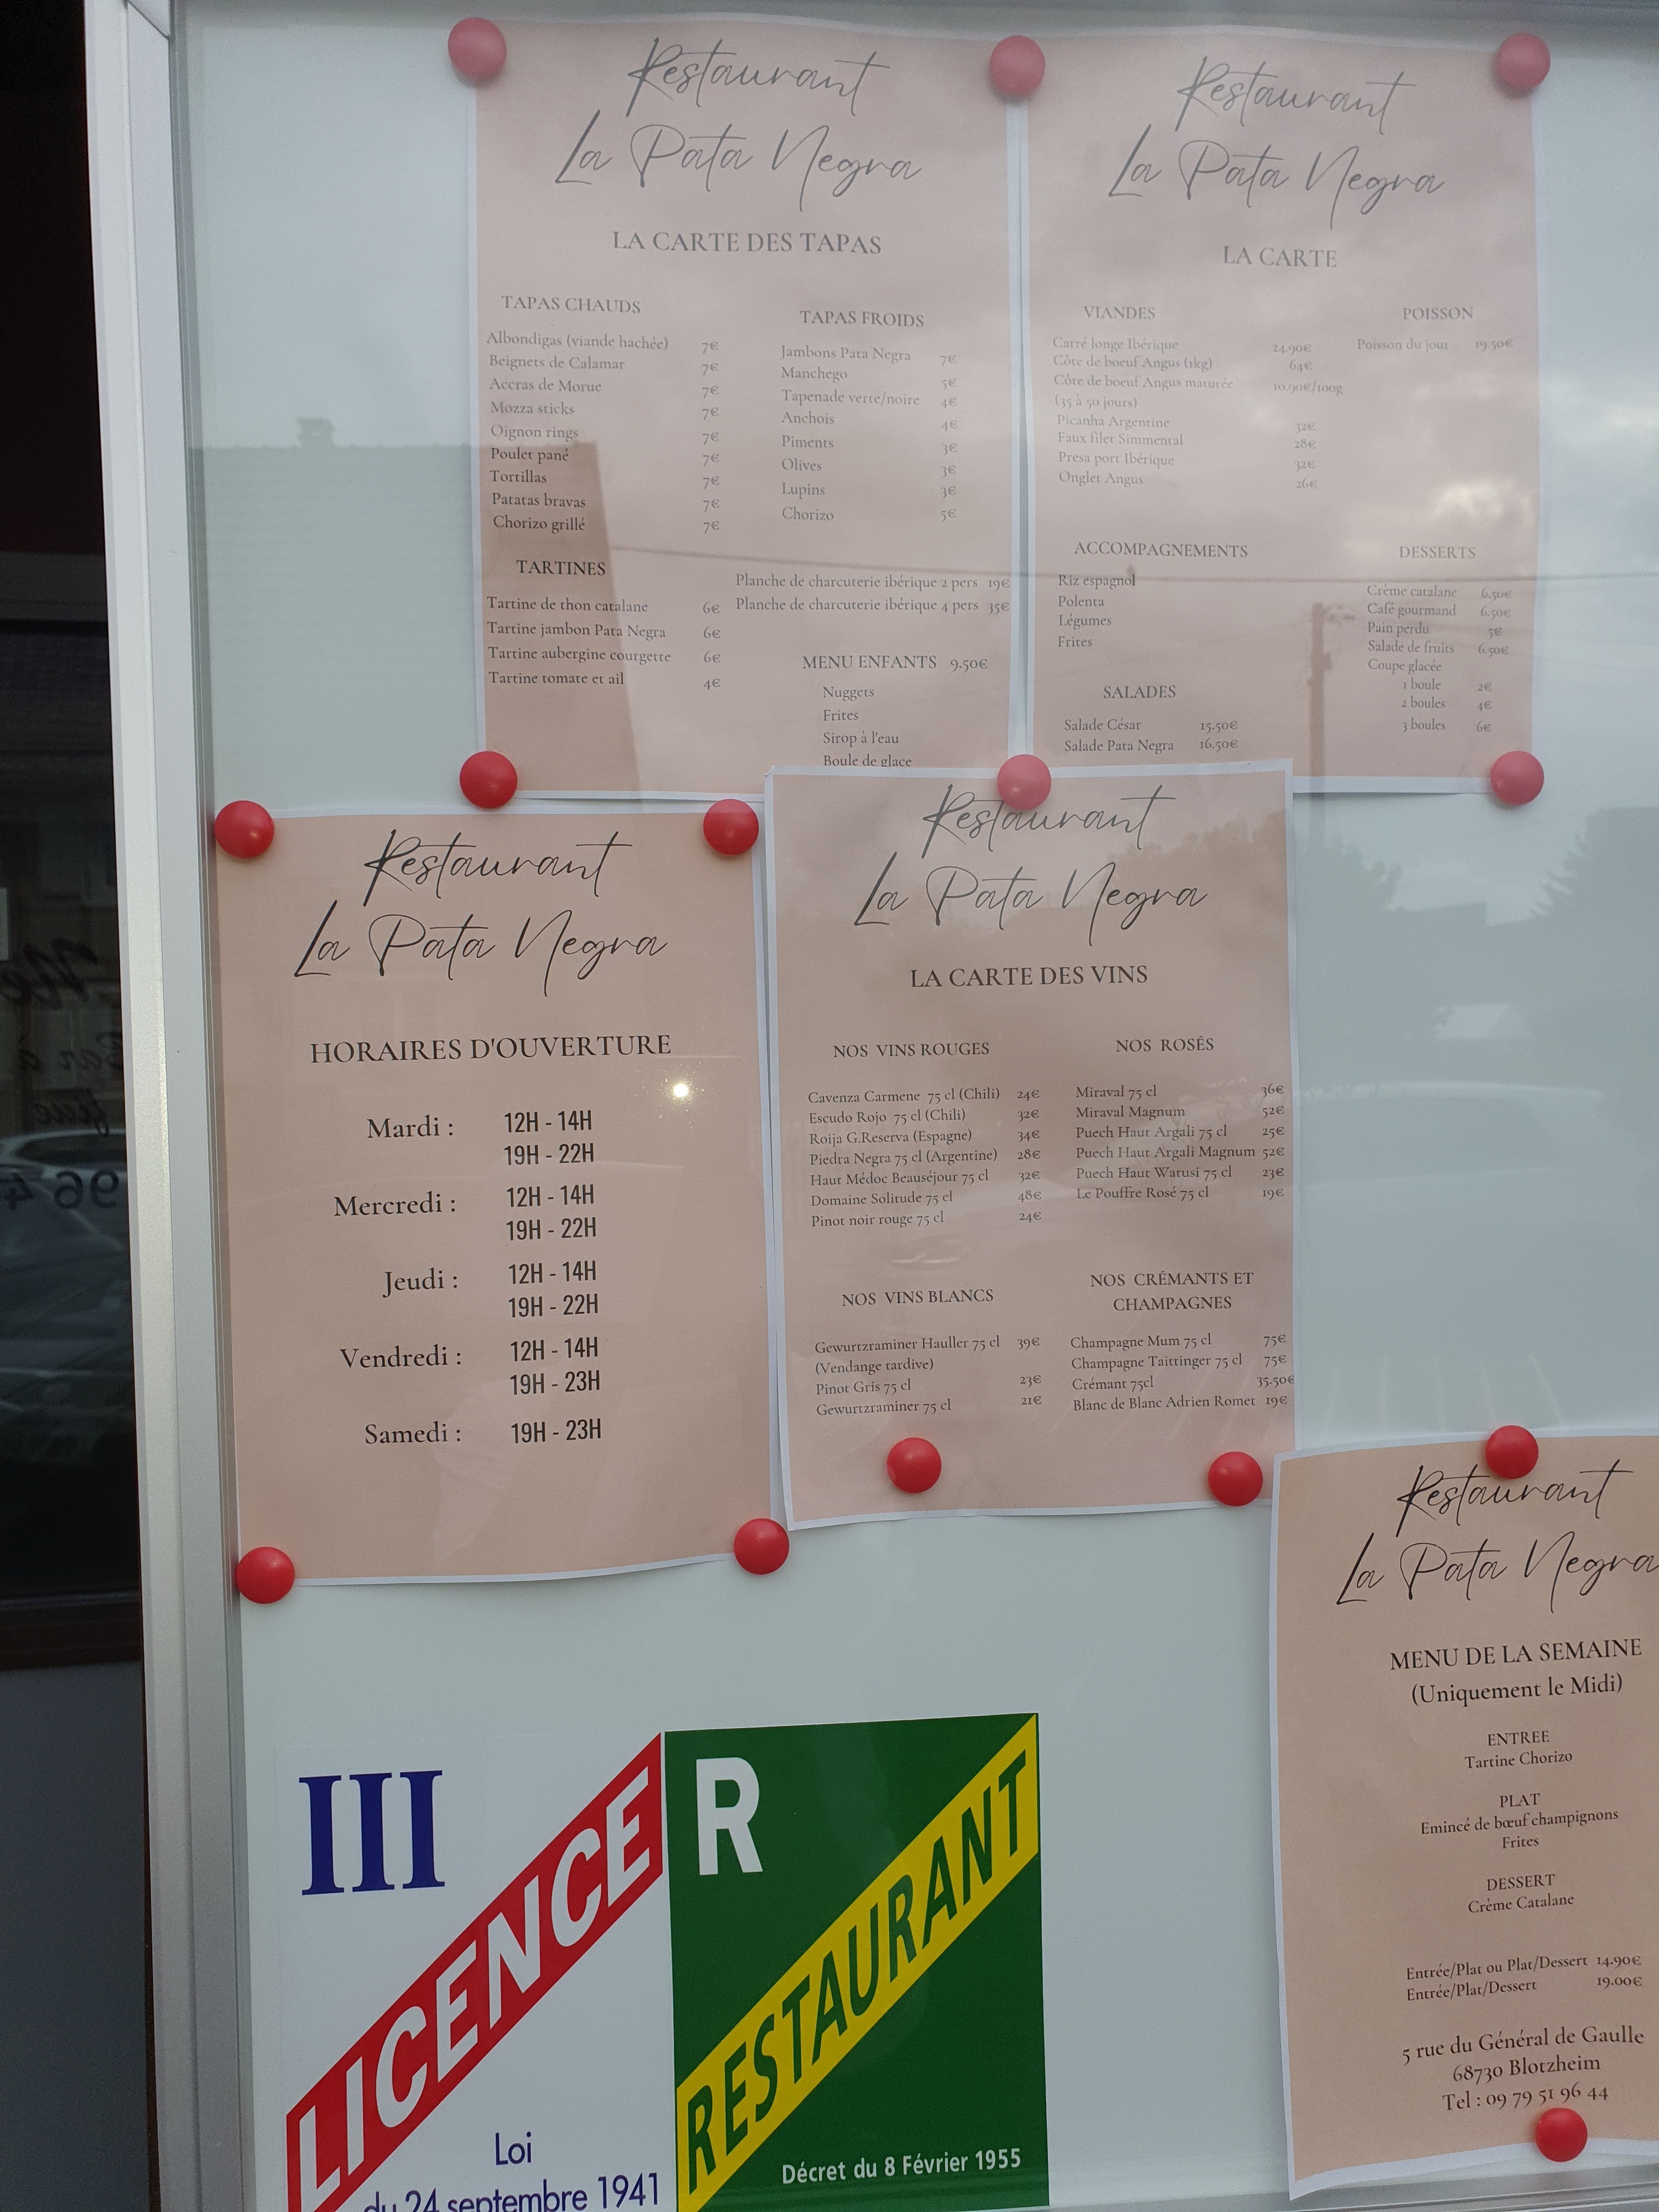 Restaurant
La Pata Negra
LA CARTE DES TAPAS
TAPAS CHAUDS
Albondigas (viande hachée) 7€
Beignets de Calamar 7€
Accras de Morue 7€
Mozza sticks 7€
Oignon rings 7€
Poulet pané 7€
Tortillas 7€
Patatas bravas 7€
Chorizo grillé 7€
TARTINES
Tartine de thon catalane 6€
Tartine jambon Pata Negra 6€
Tartine aubergine courgette 6€
Tartine tomate et ail 4€
TAPAS FROIDS
Jambons Pata Negra 7€
Manchego 5€
Tapenade verte/noire 4€
Anchois 4€
Piments 3€
Olives 3€
Lupins 3€
Chorizo 5€
Planche de charcuterie ibérique 2 pers 19€
Planche de charcuterie ibérique 4 pers 35€
MENU ENFANTS 9.50€
Nuggets
Frites
Sirop à l'eau
Boule de glace
Restaurant
La Pata Negra
LA CARTE
VIANDES
Carré longe Ibérique 24.90€
Côte de boeuf Angus (1kg) 64€
Côte de boeuf Angus maturée 10.90€/100g
(35 à 50 jours)
Picanha Argentine 32€
Faux filet Simmental 28€
Presa port Ibérique 32€
Onglet Angus 26€
POISSON
Poisson du jour 19.50€
ACCOMPAGNEMENTS
Riz espagnol
Polenta
Légumes
Frites
SALADES
Salade César 15.50€
Salade Pata Negra 16.50€
DESSERTS
Crème catalane 6.50€
Café gourmand 6.50€
Pain perdu 5€
Salade de fruits 6.50€
Coupe glacée
1 boule 2€
2 boules 4€
3 boules 6€
Restaurant
La Pata Negra
HORAIRES D'OUVERTURE
Mardi : 12H - 14H
19H - 22H
Mercredi : 12H - 14H
19H - 22H
Jeudi : 12H - 14H
19H - 22H
Vendredi : 12H - 14H
19H - 23H
Samedi : 19H - 23H
Restaurant
La Pata Negra
LA CARTE DES VINS
NOS VINS ROUGES
Cavenza Carmene 75 cl (Chili) 24€
Escudo Rojo 75 cl (Chili) 32€
Roija G.Reserva (Espagne) 34€
Piedra Negra 75 cl (Argentine) 28€
Haut Médoc Beauséjour 75 cl 32€
Domaine Solitude 75 cl 48€
Pinot noir rouge 75 cl 24€
NOS ROSÉS
Miraval 75 cl 36€
Miraval Magnum 52€
Puech Haut Argali 75 cl 25€
Puech Haut Argali Magnum 52€
Puech Haut Watusi 75 cl 23€
Le Pouffre Rosé 75 cl 19€
NOS VINS BLANCS
Gewurtzraminer Hauller 75 cl 39€
(Vendange tardive)
Pinot Gris 75 cl 23€
Gewurtzraminer 75 cl 21€
NOS CRÉMANTS ET
CHAMPAGNES
Champagne Mum 75 cl 75€
Champagne Taittinger 75 cl 75€
Crémant 75cl 35.50€
Blanc de Blanc Adrien Romet 19€
Restaurant
La Pata Negra
MENU DE LA SEMAINE
(Uniquement le Midi)
ENTREE
Tartine Chorizo
PLAT
Emincé de bœuf champignons
Frites
DESSERT
Crème Catalane
Entrée/Plat ou Plat/Dessert 14.90€
Entrée/Plat/Dessert 19.00€
5 rue du Général de Gaulle
68730 Blotzheim
Tel : 09 79 51 96 44
III
LICENCE
Loi
du 24 septembre 1941
R
RESTAURANT
Décret du 8 Février 1955